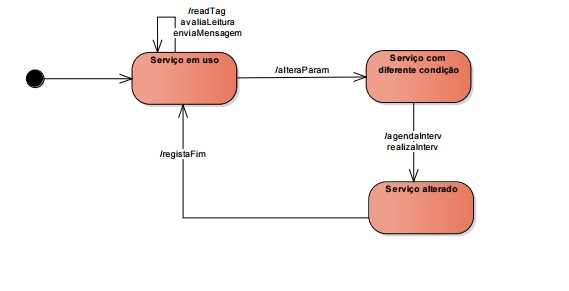 /readTag
avaliaLeitura
enviaMensagem
Serviço em uso
/alteraParam
Serviço com
diferente condição
/agendaInterv
realizaInterv
/registaFim
Serviço alterado